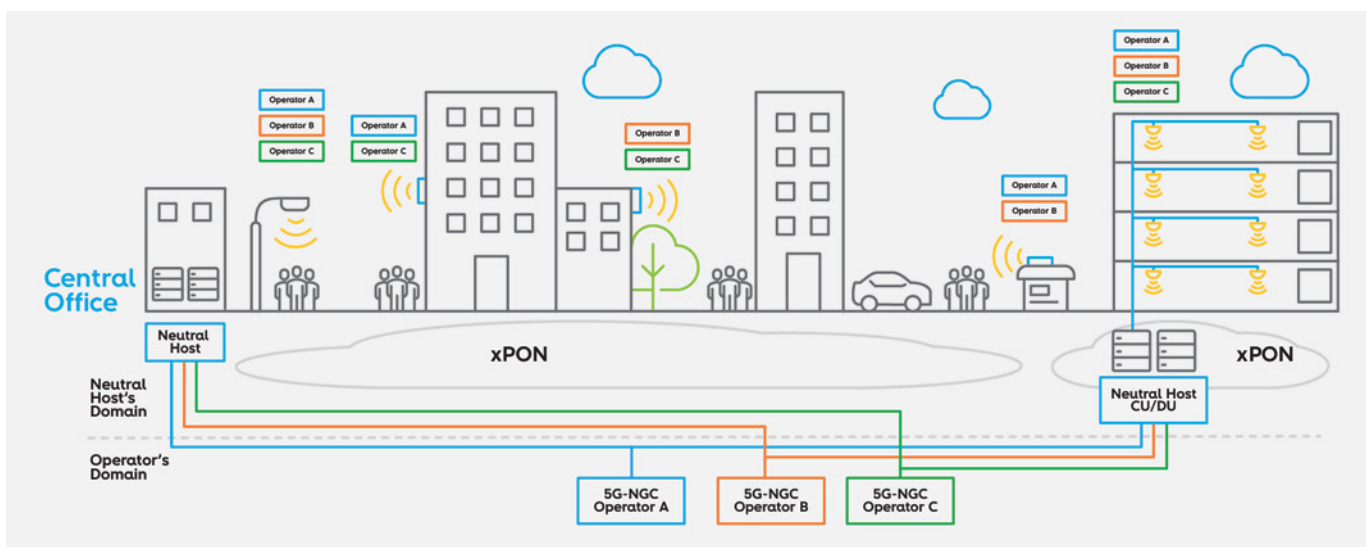 Operator A
Operator B
Operator C
Operator A
Operator C
Operator B
Operator C
Operator A
Operator B
Operator A
Operator B
Operator C
Central
Office
Neutral
Host
xPON
xPON
Neutral Host
CU/DU
Neutral
Host's
Domain
Operator's
Domain
5G-NGC
Operator A
5G-NGC
Operator B
5G-NGC
Operator C